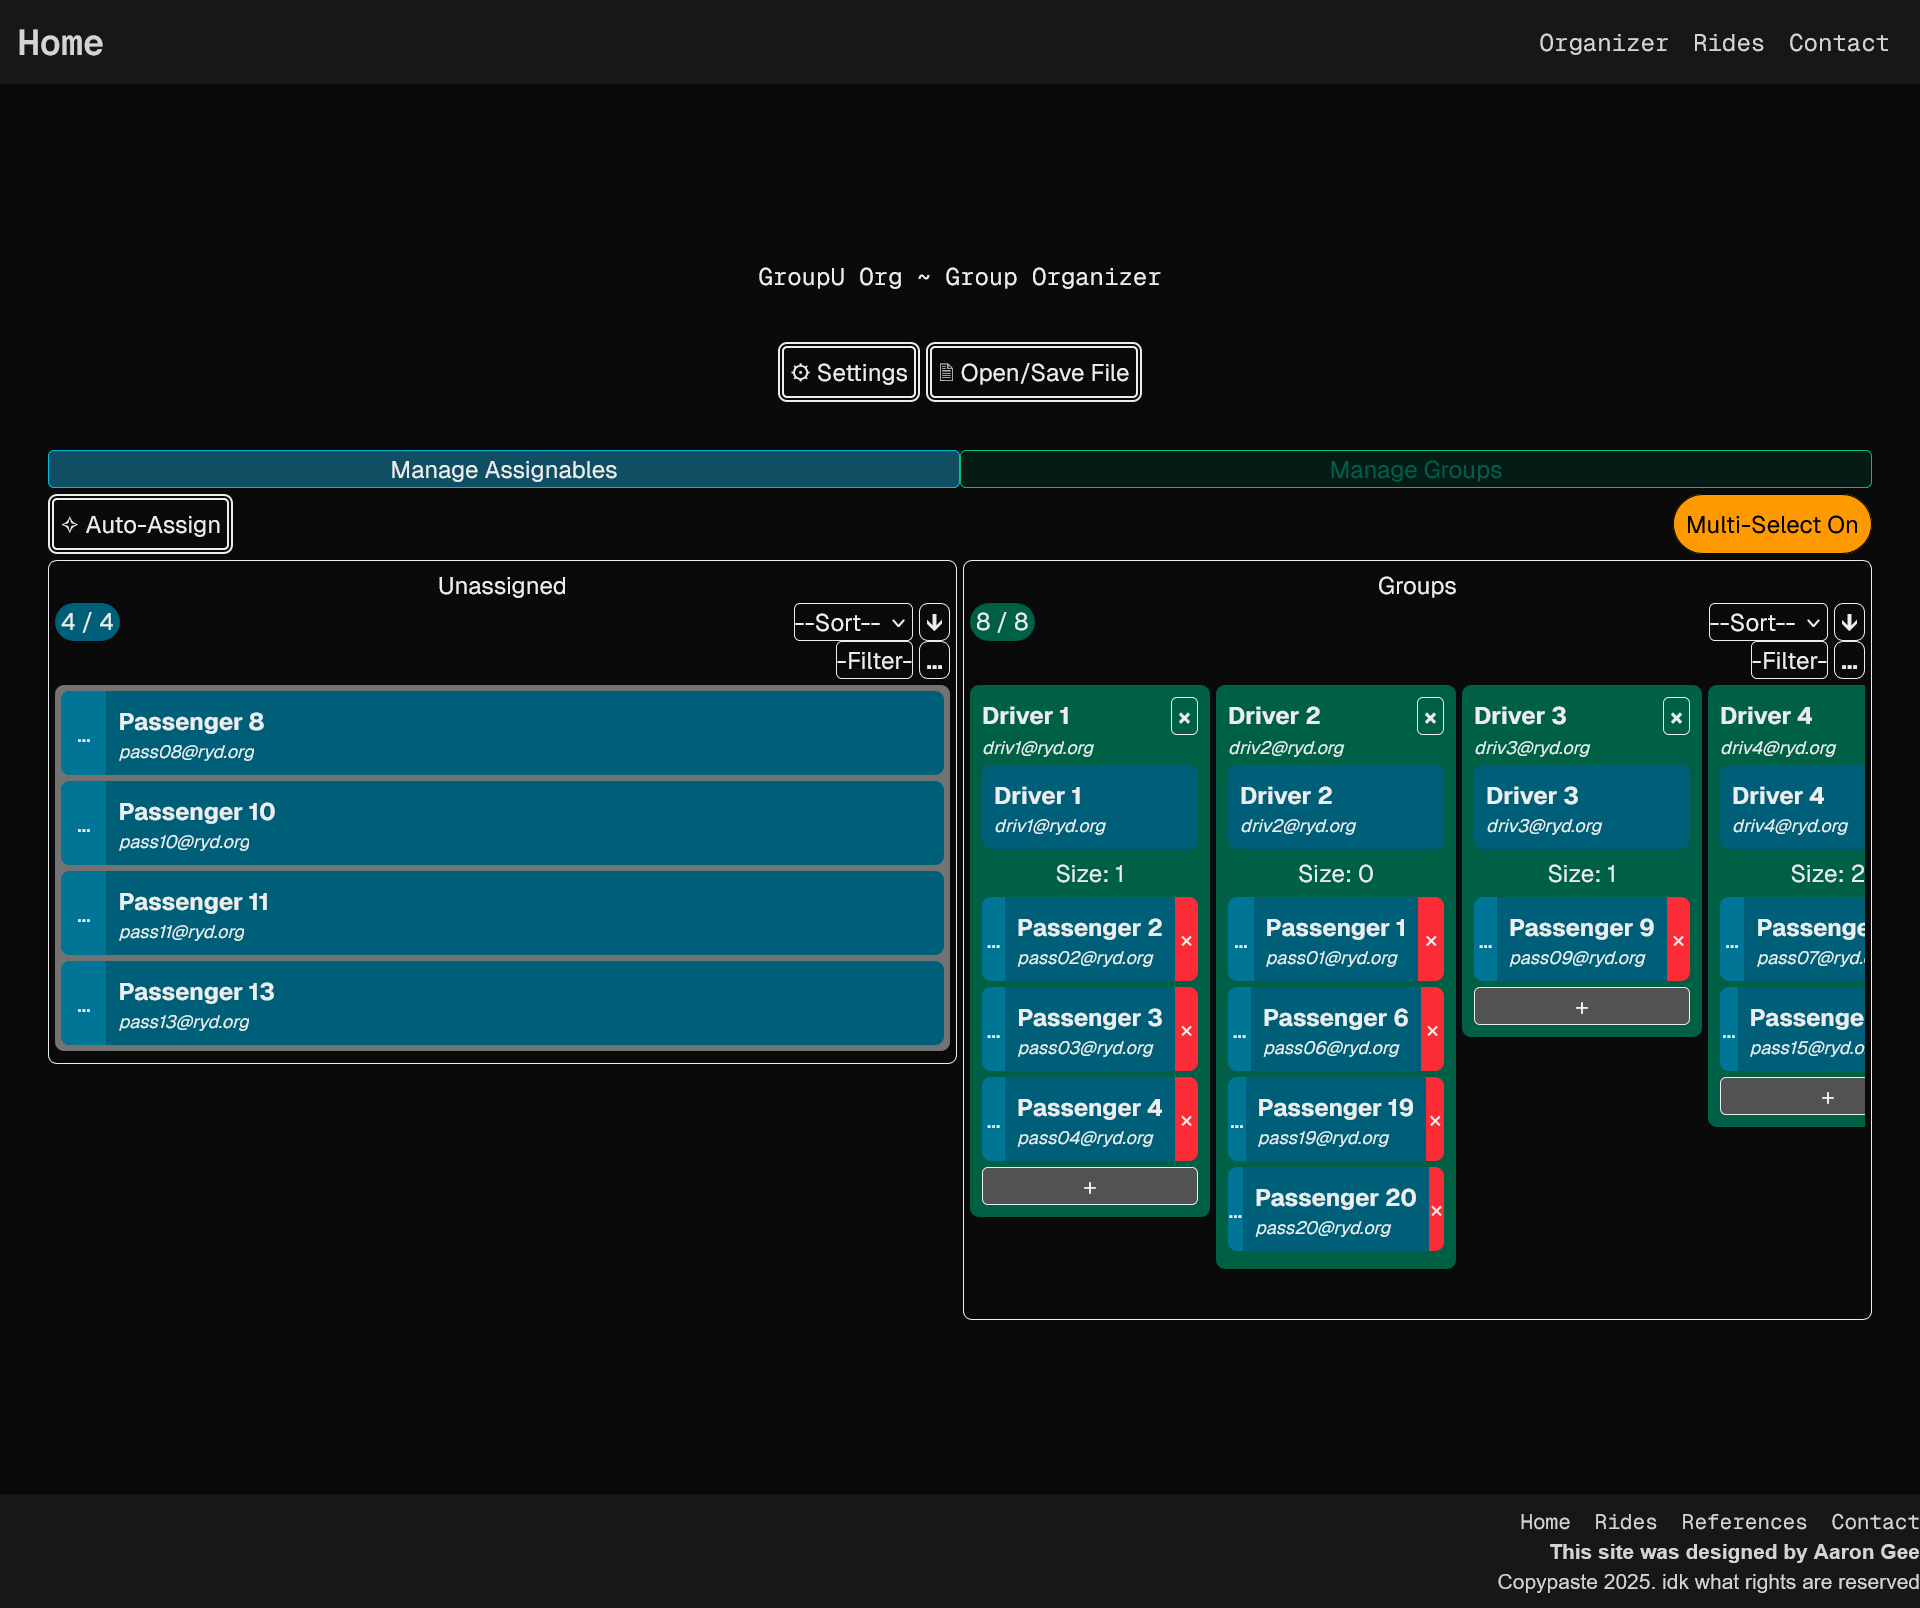 Home
Organizer Rides Contact
GroupU Org ~ Group Organizer
⚙ Settings
🗎 Open/Save File
Manage Assignables
Manage Groups
✧ Auto-Assign
Multi-Select On
Unassigned
4 / 4
--Sort--
↓
-Filter-
...
...
Passenger 8
pass08@ryd.org
...
Passenger 10
pass10@ryd.org
...
Passenger 11
pass11@ryd.org
...
Passenger 13
pass13@ryd.org
Groups
8 / 8
--Sort--
↓
-Filter-
...
Driver 1
×
driv1@ryd.org
Driver 1
driv1@ryd.org
Size: 1
...
Passenger 2
pass02@ryd.org
×
...
Passenger 3
pass03@ryd.org
×
...
Passenger 4
pass04@ryd.org
×
+
Driver 2
×
driv2@ryd.org
Driver 2
driv2@ryd.org
Size: 0
...
Passenger 1
pass01@ryd.org
×
...
Passenger 6
pass06@ryd.org
×
...
Passenger 19
pass19@ryd.org
×
...
Passenger 20
pass20@ryd.org
×
Driver 3
×
driv3@ryd.org
Driver 3
driv3@ryd.org
Size: 1
...
Passenger 9
pass09@ryd.org
×
+
Driver 4
driv4@ryd.org
Driver 4
driv4@ryd.org
Size: 2
...
Passenge
pass07@ryd.
...
Passenge
pass15@ryd.o
+
Home Rides References Contact
This site was designed by Aaron Gee
Copypaste 2025. idk what rights are reserved